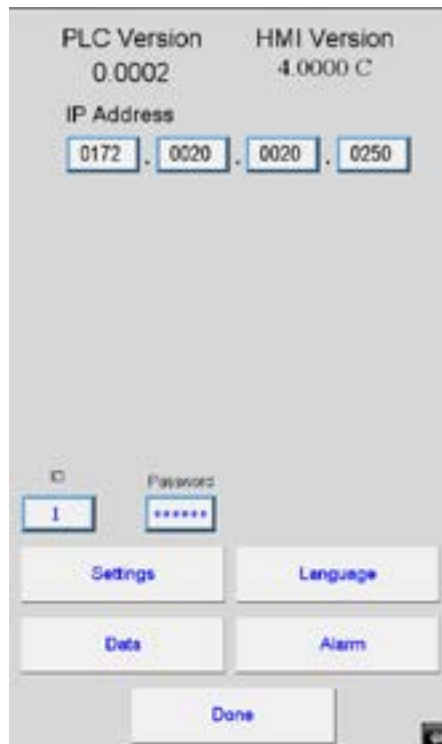 PLC Version HMI Version
0.0002 4.0000 C
IP Address
0172 . 0020 . 0020 . 0250
ID Password
1 ******
Settings Language
Data Alarm
Done